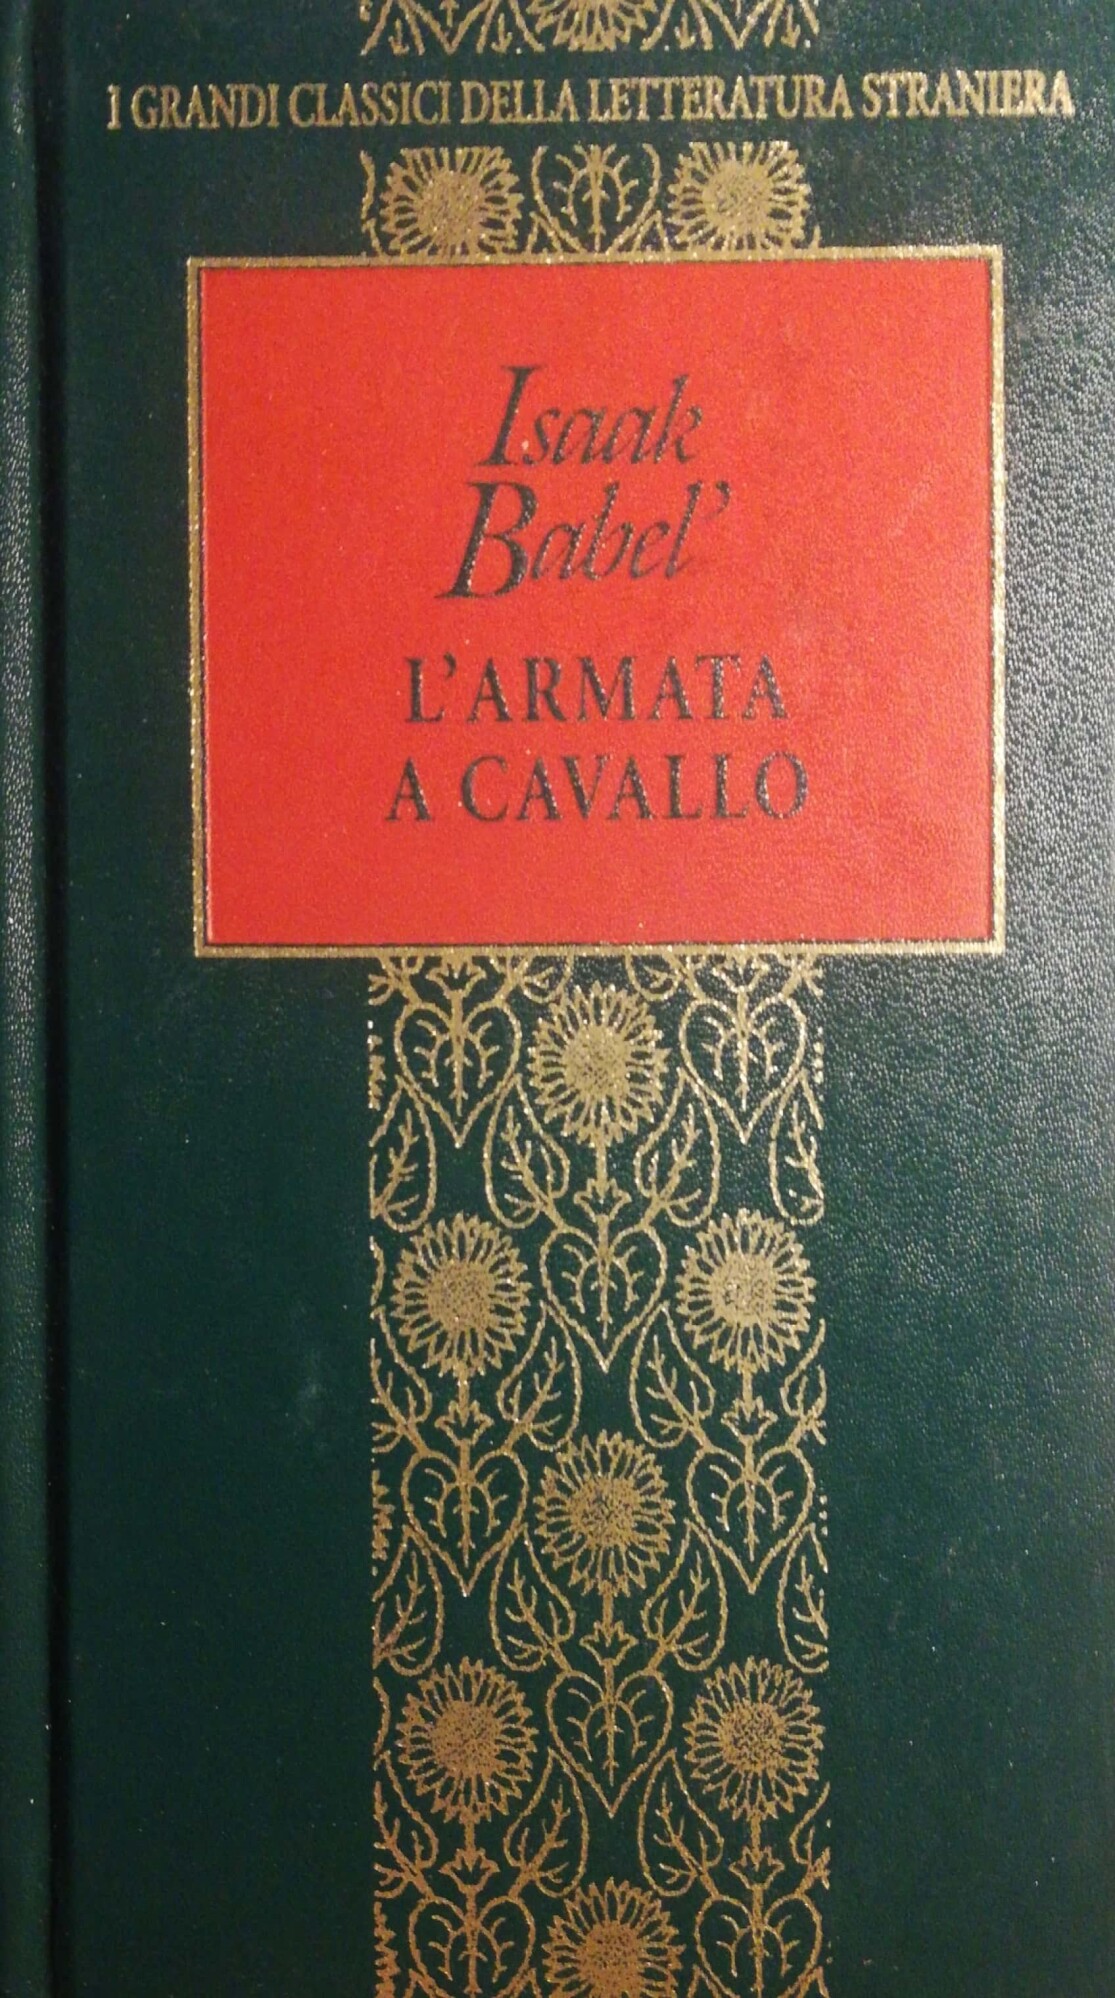 I GRANDI CLASSICI DELLA LETTERATURA STRANIERA
Isaak
Babel'
L'ARMATA
A CAVALLO